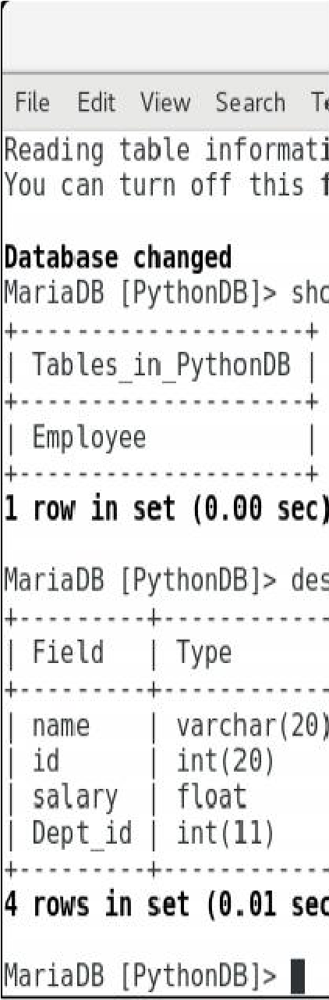 File Edit View Search Te
Reading table informati
You can turn off this f
Database changed
MariaDB [PythonDB]> sho
+--------------------+
| Tables_in_PythonDB |
+--------------------+
| Employee           |
+--------------------+
1 row in set (0.00 sec)
MariaDB [PythonDB]> des
+---------+------------
| Field   | Type
+---------+------------
| name    | varchar(20)
| id      | int(20)
| salary  | float
| Dept_id | int(11)
+---------+------------
4 rows in set (0.01 sec
MariaDB [PythonDB]>